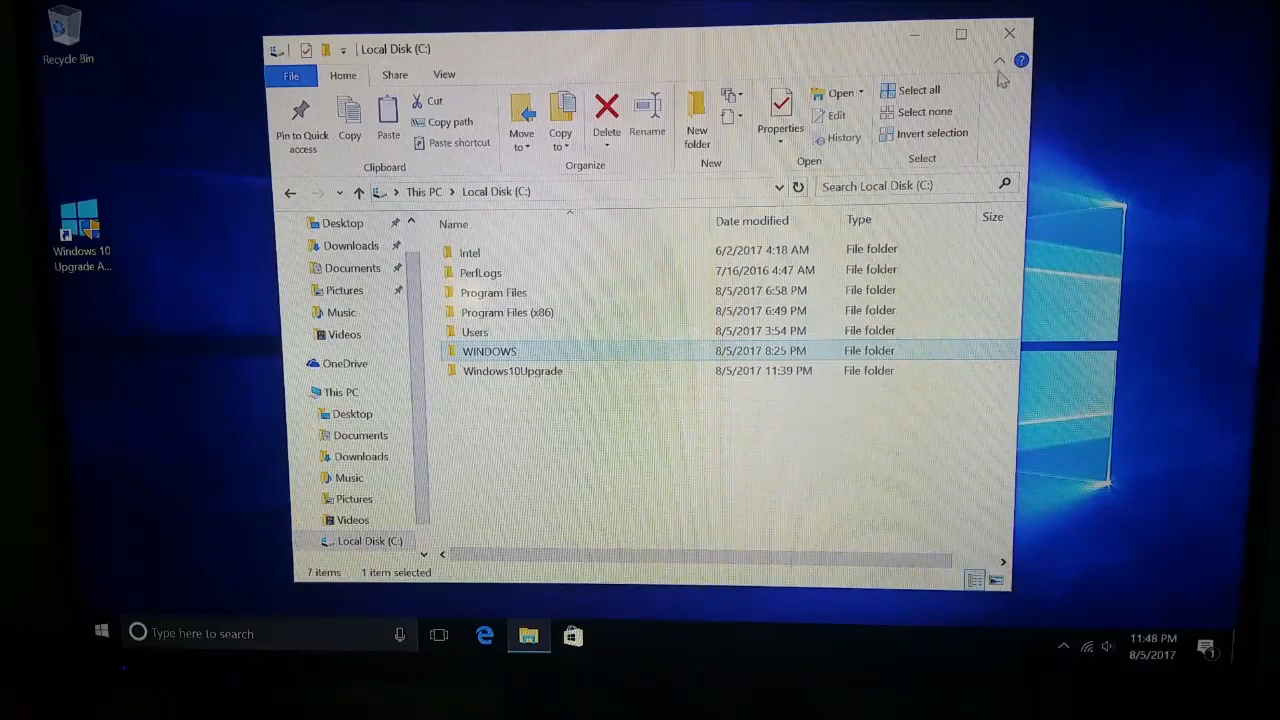 Recycle Bin
Windows 10
Upgrade A...
Local Disk (C:)
File Home Share View
Pin to Quick
access
Copy
Paste
Cut
Copy path
Paste shortcut
Clipboard
Move
to
Copy
to
Delete
Rename
Organize
New
folder
New
Properties
Open
Edit
History
Open
Select all
Select none
Invert selection
Select
This PC > Local Disk (C:)
Search Local Disk (C:)
Desktop
Downloads
Documents
Pictures
Music
Videos
OneDrive
This PC
Desktop
Documents
Downloads
Music
Pictures
Videos
Local Disk (C:)
Name Date modified Type Size
Intel 6/2/2017 4:18 AM File folder
PerfLogs 7/16/2016 4:47 AM File folder
Program Files 8/5/2017 6:58 PM File folder
Program Files (x86) 8/5/2017 6:49 PM File folder
Users 8/5/2017 3:54 PM File folder
WINDOWS 8/5/2017 8:25 PM File folder
Windows10Upgrade 8/5/2017 11:39 PM File folder
7 items 1 item selected
Type here to search
11:48 PM
8/5/2017
1